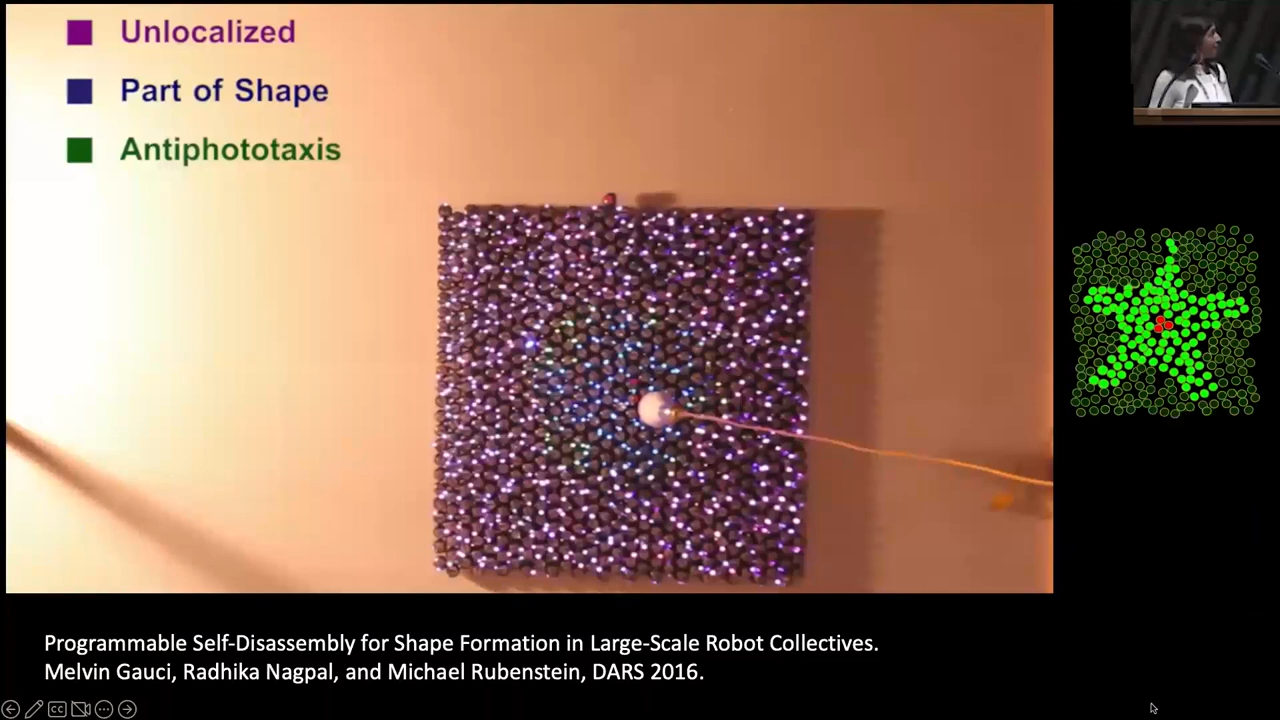 Unlocalized
Part of Shape
Antiphototaxis
Programmable Self-Disassembly for Shape Formation in Large-Scale Robot Collectives.
Melvin Gauci, Radhika Nagpal, and Michael Rubenstein, DARS 2016.